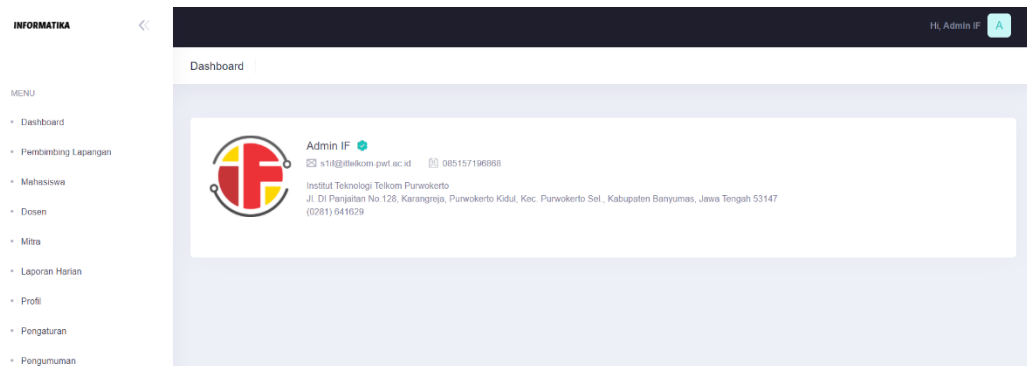 INFORMATIKA
Hi, Admin IF A
Dashboard
MENU
Dashboard
Pembimbing Lapangan
Mahasiswa
Dosen
Mitra
Laporan Harian
Profil
Pengaturan
Pengumuman
iF
Admin IF
s1if@ittelkom-pwt.ac.id 085157196868
Institut Teknologi Telkom Purwokerto
Jl. DI Panjaitan No.128, Karangreja, Purwokerto Kidul, Kec. Purwokerto Sel., Kabupaten Banyumas, Jawa Tengah 53147
(0281) 641629